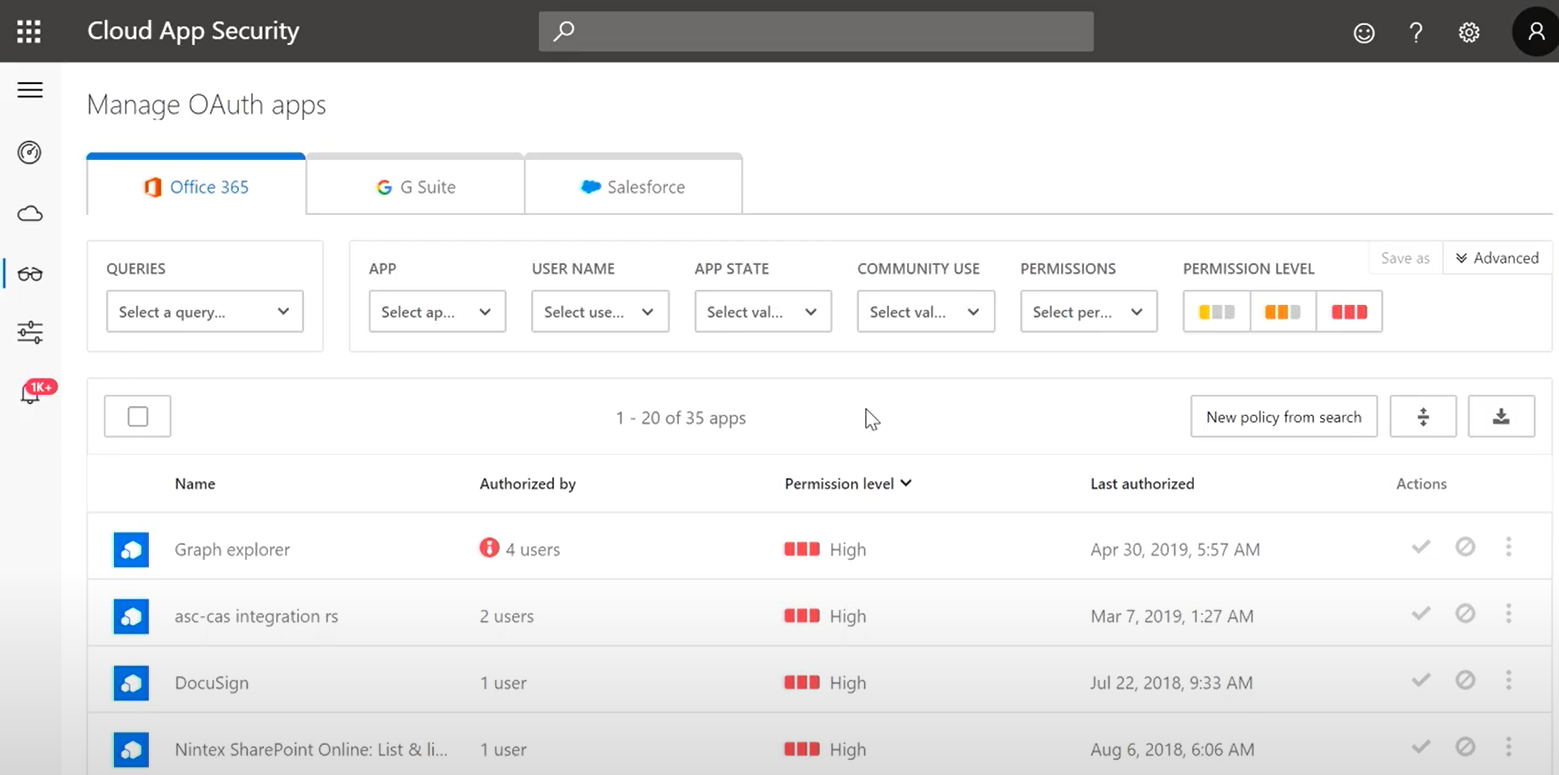 Cloud App Security
Manage OAuth apps
Office 365
G Suite
Salesforce
QUERIES
Select a query...
APP
Select ap...
USER NAME
Select use...
APP STATE
Select val...
COMMUNITY USE
Select val...
PERMISSIONS
Select per...
PERMISSION LEVEL
Save as
Advanced
1K+
1 - 20 of 35 apps
New policy from search
Name Authorized by Permission level Last authorized Actions
Graph explorer 4 users High Apr 30, 2019, 5:57 AM
asc-cas integration rs 2 users High Mar 7, 2019, 1:27 AM
DocuSign 1 user High Jul 22, 2018, 9:33 AM
Nintex SharePoint Online: List & li... 1 user High Aug 6, 2018, 6:06 AM